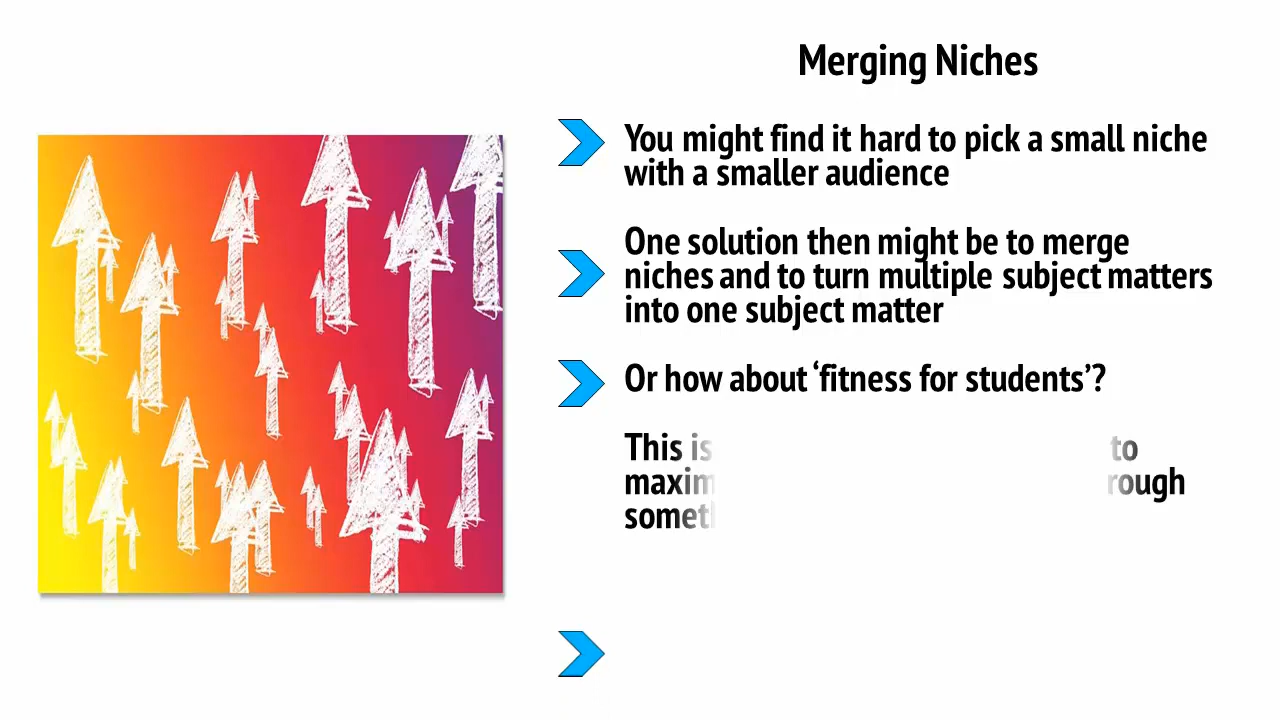 Merging Niches
You might find it hard to pick a small niche
with a smaller audience
One solution then might be to merge
niches and to turn multiple subject matters
into one subject matter
Or how about ‘fitness for students’?
This is to